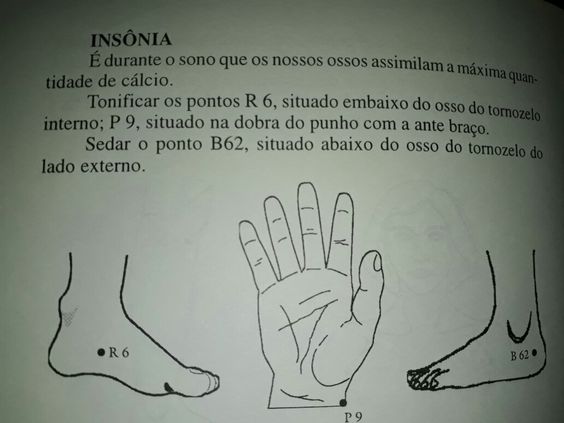 INSÔNIA
É durante o sono que os nossos ossos assimilam a máxima quan-
tidade de cálcio.
Tonificar os pontos R 6, situado embaixo do osso do tornozelo
interno; P 9, situado na dobra do punho com a ante braço.
Sedar o ponto B62, situado abaixo do osso do tornozelo do
lado externo.
R 6
B 62
P 9